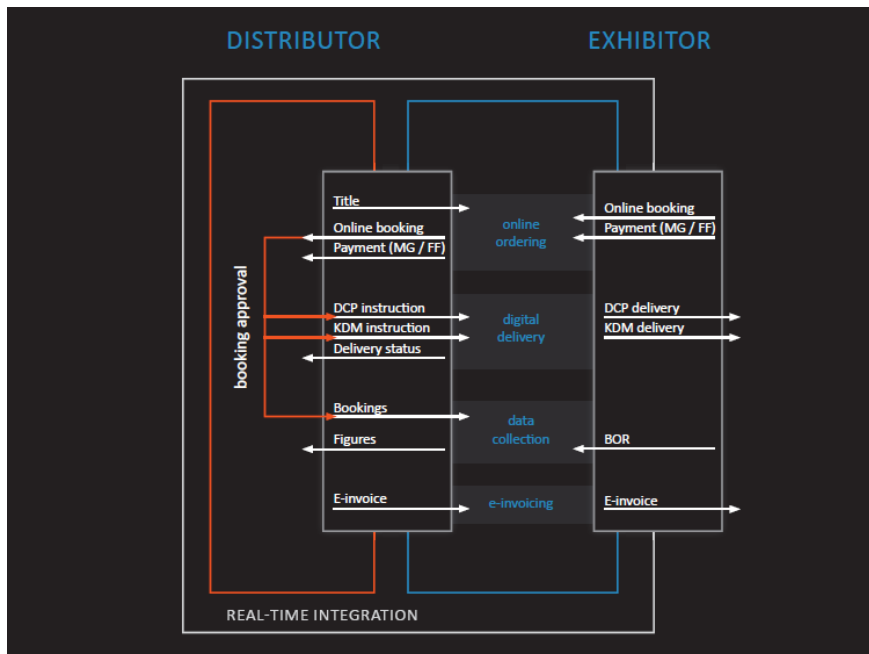 DISTRIBUTOR
EXHIBITOR
booking approval
Title
Online booking
Payment (MG / FF)
DCP instruction
KDM instruction
Delivery status
Bookings
Figures
E-invoice
online
ordering
digital
delivery
data
collection
e-invoicing
Online booking
Payment (MG / FF)
DCP delivery
KDM delivery
BOR
E-invoice
REAL-TIME INTEGRATION